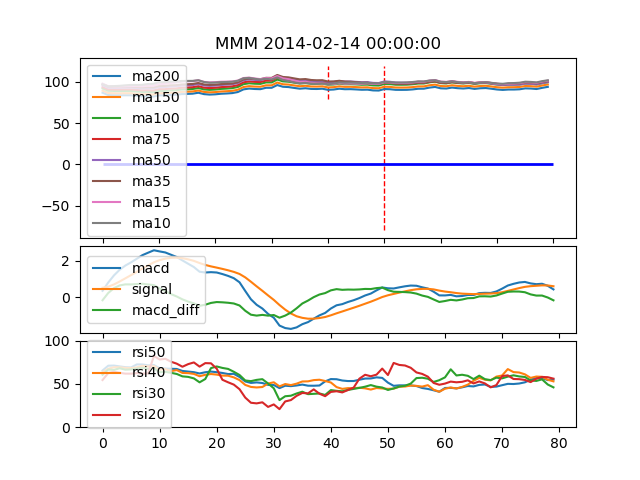 MMM 2014-02-14 00:00:00
100
50
0
−50
ma200
ma150
ma100
ma75
ma50
ma35
ma15
ma10
2
0
macd
signal
macd_diff
100
50
0
rsi50
rsi40
rsi30
rsi20
0 10 20 30 40 50 60 70 80